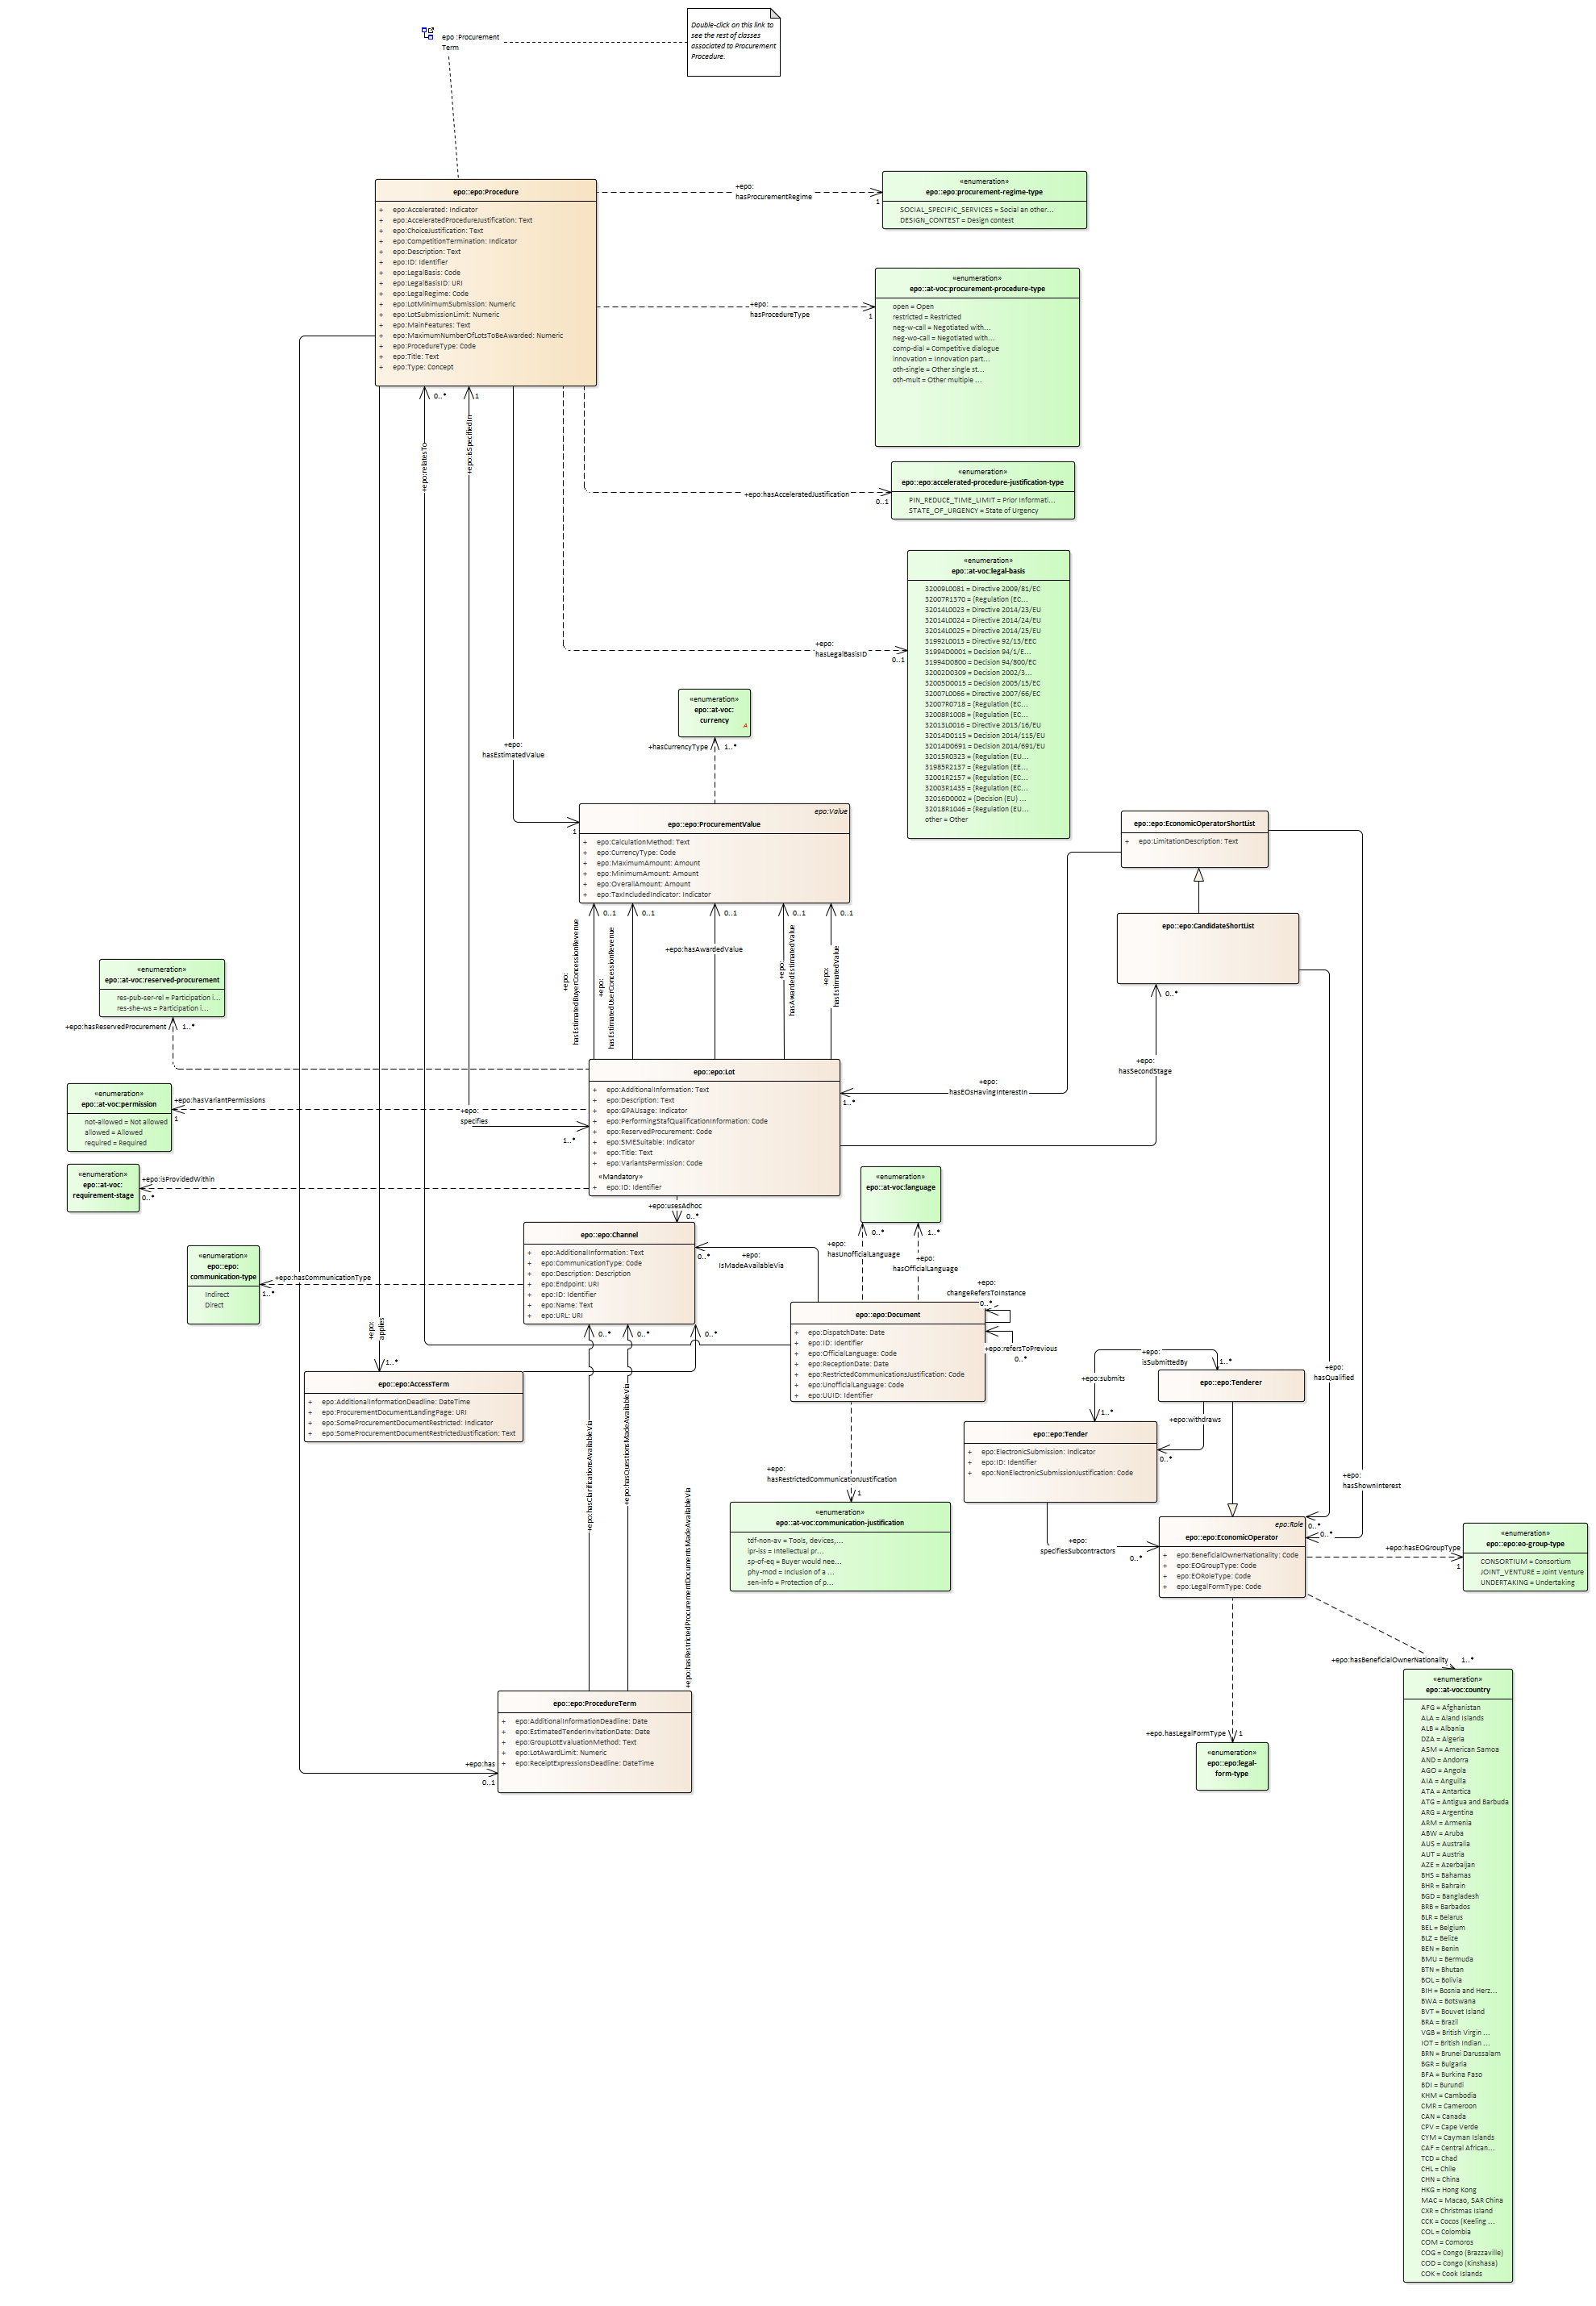 epo :Procurement
Term
Double-click on this link to
see the rest of classes
associated to Procurement
Procedure.
epo::epo:Procedure
+ epo:Accelerated: Indicator
+ epo:AcceleratedProcedureJustification: Text
+ epo:ChoiceJustification: Text
+ epo:CompetitionTermination: Indicator
+ epo:Description: Text
+ epo:ID: Identifier
+ epo:LegalBasis: Code
+ epo:LegalBasisID: URI
+ epo:LegalRegime: Code
+ epo:LotMinimumSubmission: Numeric
+ epo:LotSubmissionLimit: Numeric
+ epo:MainFeatures: Text
+ epo:MaximumNumberOfLotsToBeAwarded: Numeric
+ epo:ProcedureType: Code
+ epo:Title: Text
+ epo:Type: Concept
+epo:
hasProcurementRegime
1
«enumeration»
epo::epo:procurement-regime-type
SOCIAL_SPECIFIC_SERVICES = Social an other...
DESIGN_CONTEST = Design contest
+epo:
hasProcedureType
1
«enumeration»
epo::at-voc:procurement-procedure-type
open = Open
restricted = Restricted
neg-w-call = Negotiated with...
neg-wo-call = Negotiated with...
comp-dial = Competitive dialogue
innovation = Innovation part...
oth-single = Other single st...
oth-mult = Other multiple ...
0..*
1
+epo:relatesTo
+epo:isSpecifiedIn
+epo:hasAcceleratedJustification
0..1
«enumeration»
epo::epo:accelerated-procedure-justification-type
PIN_REDUCE_TIME_LIMIT = Prior Informati...
STATE_OF_URGENCY = State of Urgency
+epo:
hasLegalBasisID
0..1
«enumeration»
epo::at-voc:legal-basis
32009L0081 = Directive 2009/81/EC
32007R1370 = (Regulation (EC...
32014L0023 = Directive 2014/23/EU
32014L0024 = Directive 2014/24/EU
32014L0025 = Directive 2014/25/EU
31992L0013 = Directive 92/13/EEC
31994D0001 = Decision 94/1/E...
31994D0800 = Decision 94/800/EC
32002D0309 = Decision 2002/3...
32005D0015 = Decision 2005/15/EC
32007L0066 = Directive 2007/66/EC
32007R0718 = (Regulation (EC...
32008R1008 = (Regulation (EC...
32013L0016 = Directive 2013/16/EU
32014D0115 = Decision 2014/115/EU
32014D0691 = Decision 2014/691/EU
32015R0323 = (Regulation (EU...
31985R2137 = (Regulation (EE...
32001R2157 = (Regulation (EC...
32003R1435 = (Regulation (EC...
32016D0002 = (Decision (EU) ...
32018R1046 = (Regulation (EU...
other = Other
«enumeration»
epo::at-voc:
currency
+hasCurrencyType
1..*
+epo:
hasEstimatedValue
1
epo:Value
epo::epo:ProcurementValue
+ epo:CalculationMethod: Text
+ epo:CurrencyType: Code
+ epo:MaximumAmount: Amount
+ epo:MinimumAmount: Amount
+ epo:OverallAmount: Amount
+ epo:TaxIncludedIndicator: Indicator
0..1
0..1
0..1
0..1
0..1
+epo:
hasEstimatedBuyerConcessionRevenue
+epo:
hasEstimatedUserConcessionRevenue
+epo:hasAwardedValue
+epo:
hasAwardedEstimatedValue
+epo:
hasEstimatedValue
epo::epo:EconomicOperatorShortList
+ epo:LimitationDescription: Text
epo::epo:CandidateShortList
0..*
+epo:
hasSecondStage
+epo:
hasEOsHavingInterestIn
1..*
«enumeration»
epo::at-voc:reserved-procurement
res-pub-ser-rel = Participation i...
res-she-ws = Participation i...
+epo:hasReservedProcurement
1..*
«enumeration»
epo::at-voc:permission
not-allowed = Not allowed
allowed = Allowed
required = Required
+epo:hasVariantPermissions
1
+epo:
specifies
1..*
«enumeration»
epo::at-voc:
requirement-stage
+epo:isProvidedWithin
0..*
epo::epo:Lot
+ epo:AdditionalInformation: Text
+ epo:Description: Text
+ epo:GPAUsage: Indicator
+ epo:PerformingStafQualificationInformation: Code
+ epo:ReservedProcurement: Code
+ epo:SMESuitable: Indicator
+ epo:Title: Text
+ epo:VariantsPermission: Code
«Mandatory»
+ epo:ID: Identifier
+epo:usesAdhoc
0..*
«enumeration»
epo::at-voc:language
0..*
1..*
+epo:
hasUnofficialLanguage
+epo:
hasOfficialLanguage
epo::epo:Channel
+ epo:AdditionalInformation: Text
+ epo:CommunicationType: Code
+ epo:Description: Description
+ epo:Endpoint: URI
+ epo:ID: Identifier
+ epo:Name: Text
+ epo:URL: URI
0..*
+epo:
IsMadeAvailableVia
«enumeration»
epo::epo:
communication-type
Indirect
Direct
+epo:hasCommunicationType
1..*
epo::epo:Document
+ epo:DispatchDate: Date
+ epo:ID: Identifier
+ epo:OfficialLanguage: Code
+ epo:ReceptionDate: Date
+ epo:RestrictedCommunicationsJustification: Code
+ epo:UnofficialLanguage: Code
+ epo:UUID: Identifier
+epo:
changeRefersToInstance
0..*
+epo:refersToPrevious
0..*
0..*
0..*
0..*
+epo:
applies
1..*
epo::epo:AccessTerm
+ epo:AdditionalInformationDeadline: DateTime
+ epo:ProcurementDocumentLandingPage: URI
+ epo:SomeProcurementDocumentRestricted: Indicator
+ epo:SomeProcurementDocumentRestrictedJustification: Text
+epo:
isSubmittedBy
1..*
+epo:submits
1..*
epo::epo:Tenderer
+epo:withdraws
0..*
epo::epo:Tender
+ epo:ElectronicSubmission: Indicator
+ epo:ID: Identifier
+ epo:NonElectronicSubmissionJustification: Code
+epo:
hasQualified
+epo:
hasShownInterest
+epo:hasClarificationsAvailableVia
+epo:hasQuestionsMadeAvailableVia
+epo:hasRestrictedProcurementDocumentsMadeAvailableVia
+epo:
hasRestrictedCommunicationJustification
1
«enumeration»
epo::at-voc:communication-justification
tdf-non-av = Tools, devices,...
ipr-iss = Intellectual pr...
sp-of-eq = Buyer would nee...
phy-mod = Inclusion of a ...
sen-info = Protection of p...
+epo:
specifiesSubcontractors
0..*
0..*
0..*
epo:Role
epo::epo:EconomicOperator
+ epo:BeneficialOwnerNationality: Code
+ epo:EOGroupType: Code
+ epo:EORoleType: Code
+ epo:LegalFormType: Code
+epo:hasEOGroupType
1
«enumeration»
epo::epo:eo-group-type
CONSORTIUM = Consortium
JOINT_VENTURE = Joint Venture
UNDERTAKING = Undertaking
+epo:hasBeneficialOwnerNationality
1..*
+epo.hasLegalFormType
1
«enumeration»
epo::epo:legal-
form-type
epo::epo:ProcedureTerm
+ epo:AdditionalInformationDeadline: Date
+ epo:EstimatedTenderInvitationDate: Date
+ epo:GroupLotEvaluationMethod: Text
+ epo:LotAwardLimit: Numeric
+ epo:ReceiptExpressionsDeadline: DateTime
+epo:has
0..1
«enumeration»
epo::at-voc:country
AFG = Afghanistan
ALA = Aland Islands
ALB = Albania
DZA = Algeria
ASM = American Samoa
AND = Andorra
AGO = Angola
AIA = Anguilla
ATA = Antartica
ATG = Antigua and Barbuda
ARG = Argentina
ARM = Armenia
ABW = Aruba
AUS = Australia
AUT = Austria
AZE = Azerbaijan
BHS = Bahamas
BHR = Bahrain
BGD = Bangladesh
BRB = Barbados
BLR = Belarus
BEL = Belgium
BLZ = Belize
BEN = Benin
BMU = Bermuda
BTN = Bhutan
BOL = Bolivia
BIH = Bosnia and Herz...
BWA = Botswana
BVT = Bouvet Island
BRA = Brazil
VGB = British Virgin ...
IOT = British Indian ...
BRN = Brunei Darussalam
BGR = Bulgaria
BFA = Burkina Faso
BDI = Burundi
KHM = Cambodia
CMR = Cameroon
CAN = Canada
CPV = Cape Verde
CYM = Cayman Islands
CAF = Central African...
TCD = Chad
CHL = Chile
CHN = China
HKG = Hong Kong
MAC = Macao, SAR China
CXR = Christmas Island
CCK = Cocos (Keeling ...
COL = Colombia
COM = Comoros
COG = Congo (Brazzaville)
COD = Congo (Kinshasa)
COK = Cook Islands